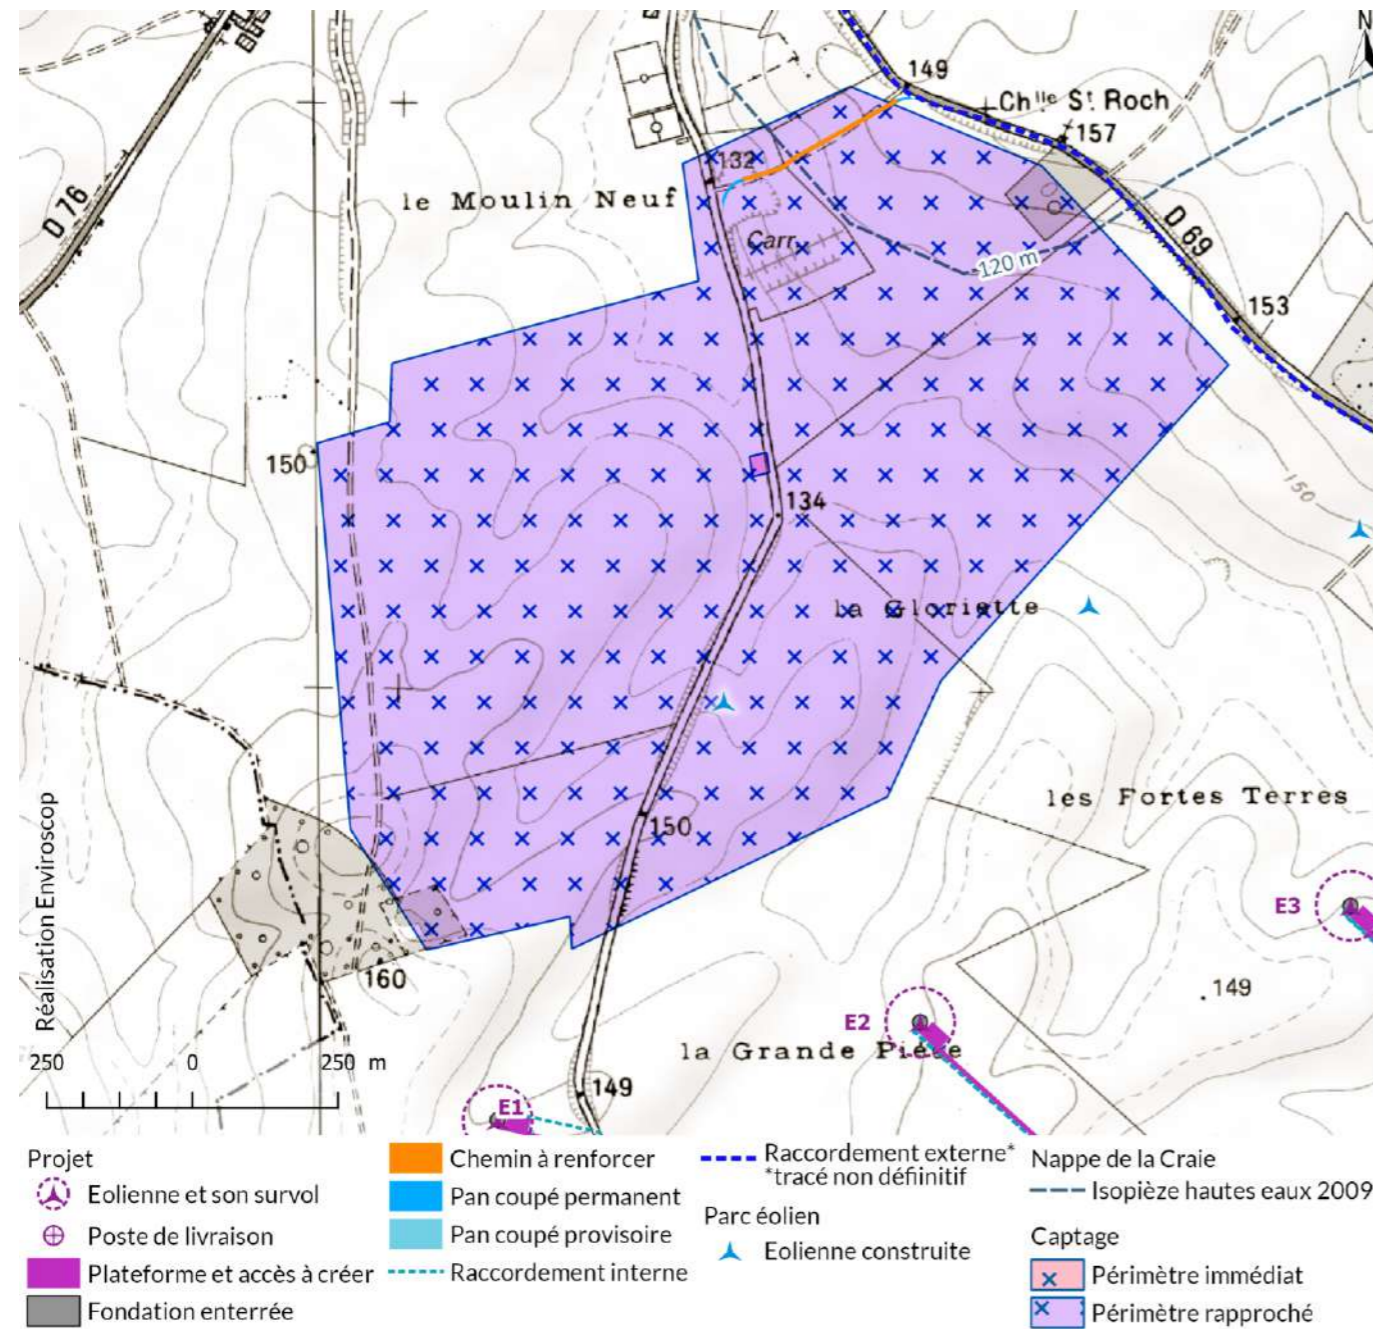 N
149
Chlle St Roch
157
132
le Moulin Neuf
D 76
D 69
Carr
120 m
153
150
134
150
la Gloriette
les Fortes Terres
150
E3
160
149
E2
la Grande Pièce
Réalisation Enviroscop
250 0 250 m
149
E1
Projet
Eolienne et son survol
Poste de livraison
Plateforme et accès à créer
Fondation enterrée
Chemin à renforcer
Pan coupé permanent
Pan coupé provisoire
Raccordement interne
Raccordement externe*
*tracé non défiinitif
Parc éolien
Eolienne construite
Nappe de la Craie
Isopièze hautes eaux 2009
Captage
Périmètre immédiat
Périmètre rapproché